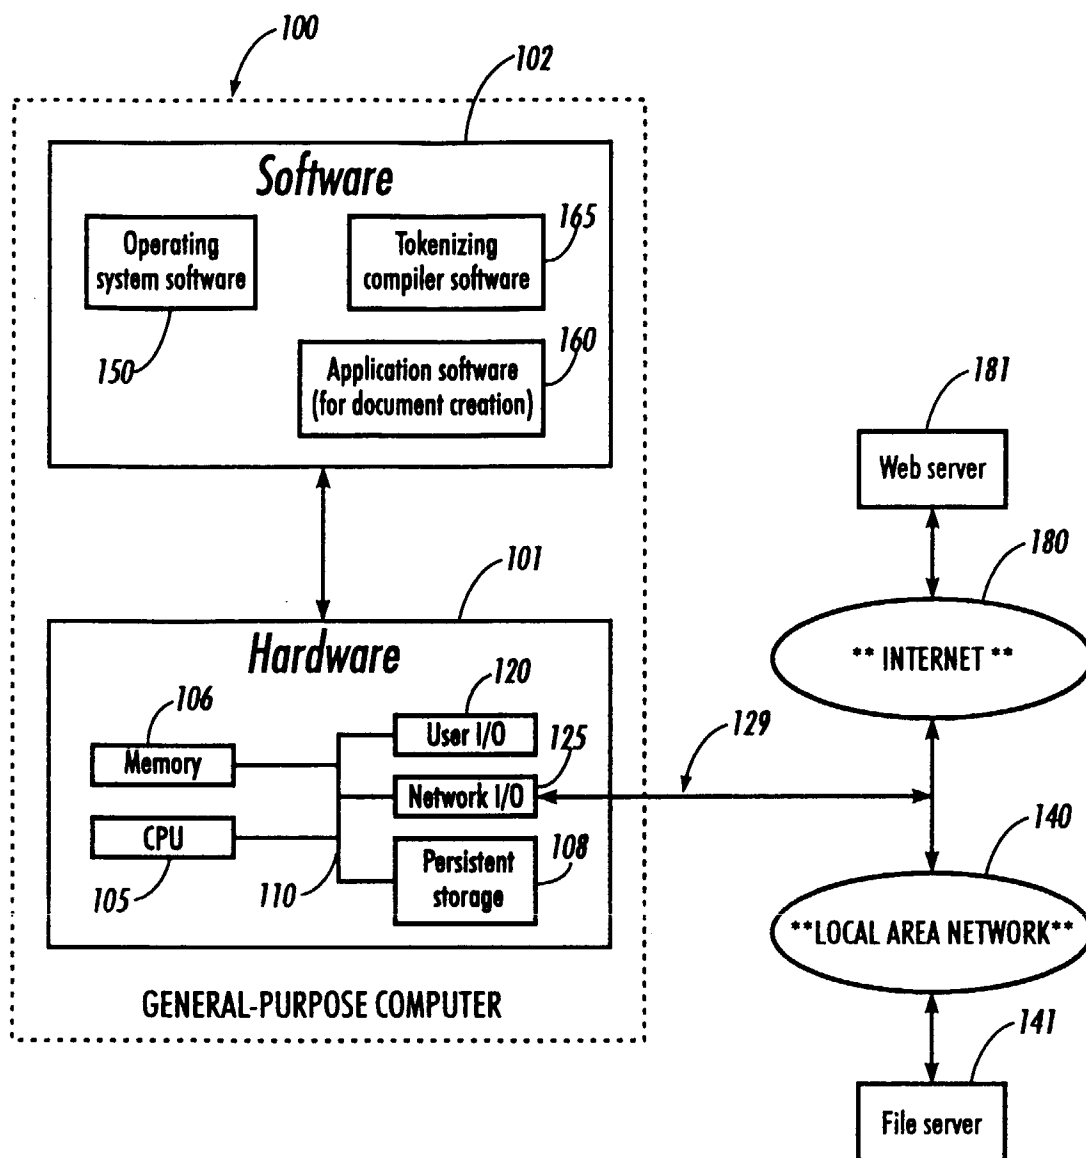 100
102
Software
165
Operating
system software
Tokenizing
compiler software
150
160
Application software
(for document creation)
181
Web server
180
101
Hardware
** INTERNET **
120
106
User I/O
125
129
Memory
Network I/O
CPU
108
140
Persistent
storage
105
110
**LOCAL AREA NETWORK**
GENERAL-PURPOSE COMPUTER
141
File server